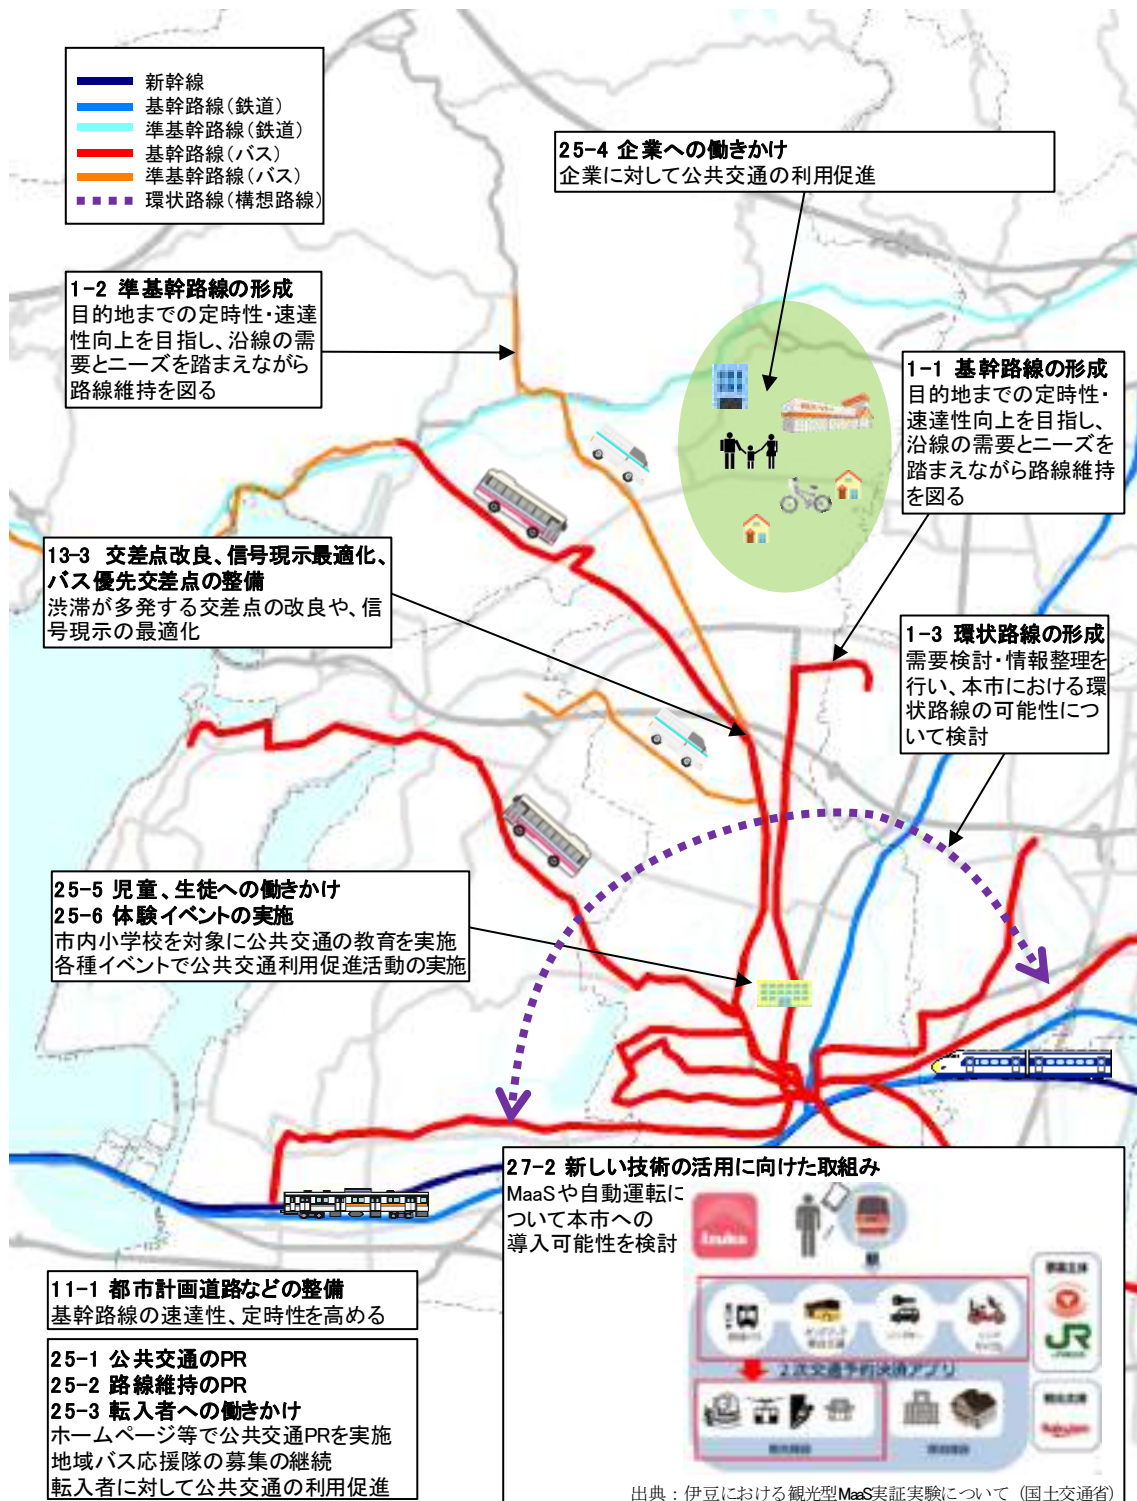 新幹線
基幹路線(鉄道)
準基幹路線(鉄道)
基幹路線(バス)
準基幹路線(バス)
環状路線(構想路線)
25-4 企業への働きかけ
企業に対して公共交通の利用促進
1-2 準基幹路線の形成
目的地までの定時性・速達
性向上を目指し、沿線の需
要とニーズを踏まえながら
路線維持を図る
1-1 基幹路線の形成
目的地までの定時性・
速達性向上を目指し、
沿線の需要とニーズを
踏まえながら路線維持
を図る
13-3 交差点改良、信号現示最適化、
バス優先交差点の整備
渋滞が多発する交差点の改良や、信
号現示の最適化
1-3 環状路線の形成
需要検討・情報整理を
行い、本市における環
状路線の可能性につ
いて検討
25-5 児童、生徒への働きかけ
25-6 体験イベントの実施
市内小学校を対象に公共交通の教育を実施
各種イベントで公共交通利用促進活動の実施
27-2 新しい技術の活用に向けた取組み
MaaSや自動運転に
ついて本市への
導入可能性を検討
Izuko
駅
2次交通予約決済アプリ
JR
Rakuten
出典：伊豆における観光型MaaS実証実験について（国土交通省）
11-1 都市計画道路などの整備
基幹路線の速達性、定時性を高める
25-1 公共交通のPR
25-2 路線維持のPR
25-3 転入者への働きかけ
ホームページ等で公共交通PRを実施
地域バス応援隊の募集の継続
転入者に対して公共交通の利用促進